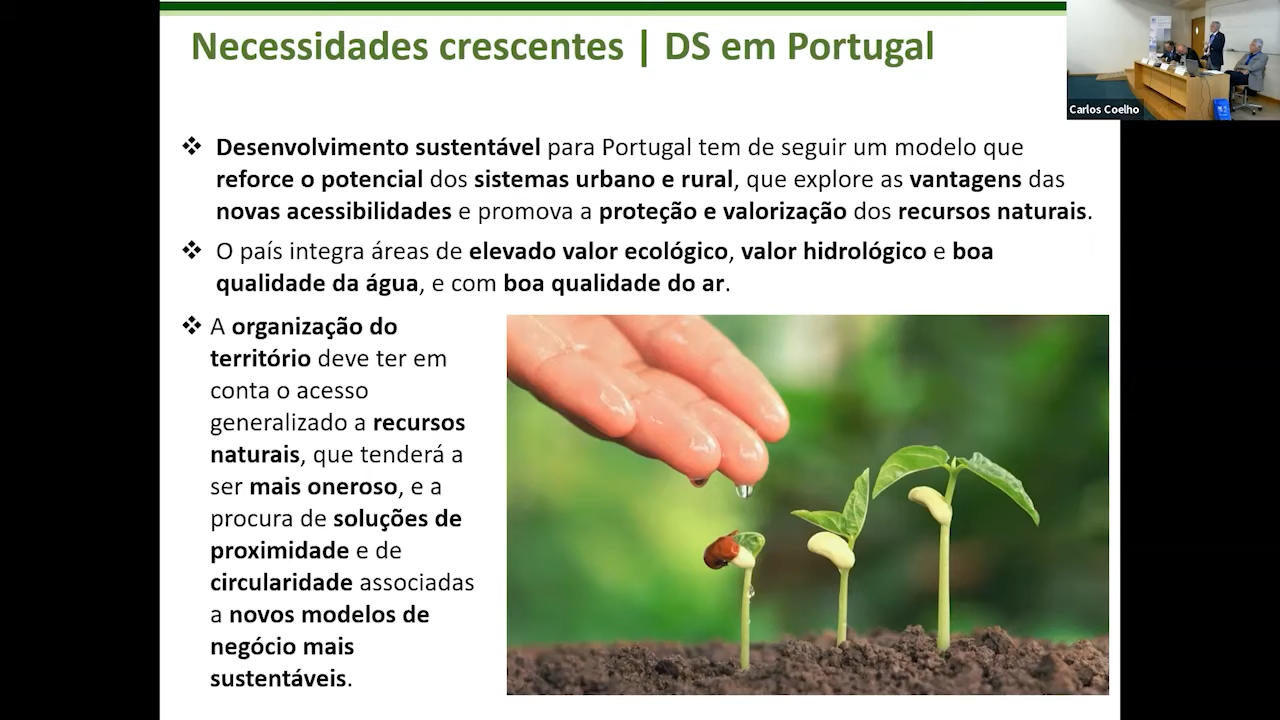 Necessidades crescentes | DS em Portugal
Carlos Coelho
❖ Desenvolvimento sustentável para Portugal tem de seguir um modelo que
reforce o potencial dos sistemas urbano e rural, que explore as vantagens das
novas acessibilidades e promova a proteção e valorização dos recursos naturais.
❖ O país integra áreas de elevado valor ecológico, valor hidrológico e boa
qualidade da água, e com boa qualidade do ar.
❖ A organização do
território deve ter em
conta o acesso
generalizado a recursos
naturais, que tenderá a
ser mais oneroso, e a
procura de soluções de
proximidade e de
circularidade associadas
a novos modelos de
negócio mais
sustentáveis.